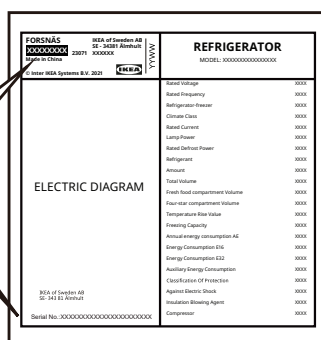 FORSNÄS
IKEA of Sweden AB
SE - 34381 Älmhult
XXXXXXXX 23071 XXXXXX
Made in China
© Inter IKEA Systems B.V. 2021
IKEA
YYWW
REFRIGERATOR
MODEL: XXXXXXXXXXXXXXX
Rated Voltage XXXX
Rated Frequency XXXX
Refrigerator-freezer XXXX
Climate Class XXXX
Rated Current XXXX
Lamp Power XXXX
Rated Defrost Power XXXX
Refrigerant XXXX
Amount XXXX
Total Volume XXXX
Fresh food compartment Volume XXXX
Four-star compartment Volume XXXX
Temperature Rise Value XXXX
Freezing Capacity XXXX
Annual energy consumption AE XXXX
Energy Consumption E16 XXXX
Energy Consumption E32 XXXX
Auxiliary Energy Consumption XXXX
Classification Of Protection XXXX
Against Electric Shock XXXX
Insulation Blowing Agent XXXX
Compressor XXXX
ELECTRIC DIAGRAM
IKEA of Sweden AB
SE- 343 81 Älmhult
Serial No.:XXXXXXXXXXXXXXXXXXXXXX